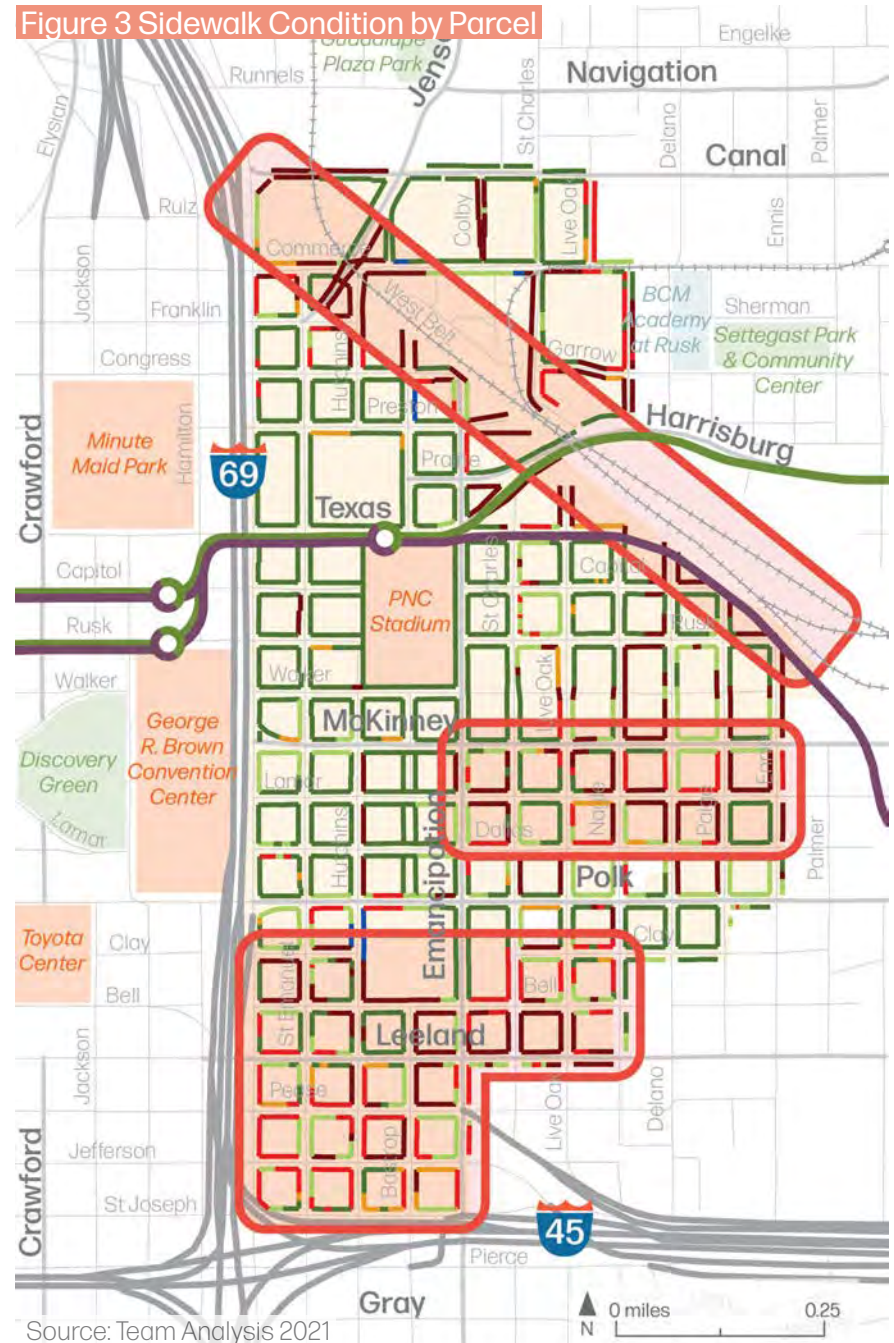 Figure 3 Sidewalk Condition by Parcel
Engelke
Guadalupe
Plaza Park
Runnels
Navigation
Jensen
St Charles
Elysian
Delano
Palmer
Canal
Ruiz
Colby
Live Oak
Ennis
Commerce
Jackson
West Bell
BCM
Academy
at Rusk
Sherman
Franklin
Settegast Park
& Community
Center
Garrow
Congress
Hutchins
Preston
Harrisburg
Crawford
Minute
Maid Park
Hamilton
69
Prairie
Texas
Capitol
Capitol
PNC
Stadium
St Charles
Rusk
Rusk
Walker
Walker
Live Oak
McKinney
George
R. Brown
Convention
Center
Discovery
Green
Lamar
Lamar
Ennis
Dallas
Nagle
Paige
Hutchins
Emancipation
Polk
Palmer
Toyota
Center
Clay
Clay
St Emanuel
Bell
Bell
Leeland
Jackson
Pease
Live Oak
Delano
Crawford
Jefferson
Bastrop
St Joseph
45
Pierce
Gray
N
0 miles
0.25
Source: Team Analysis 2021